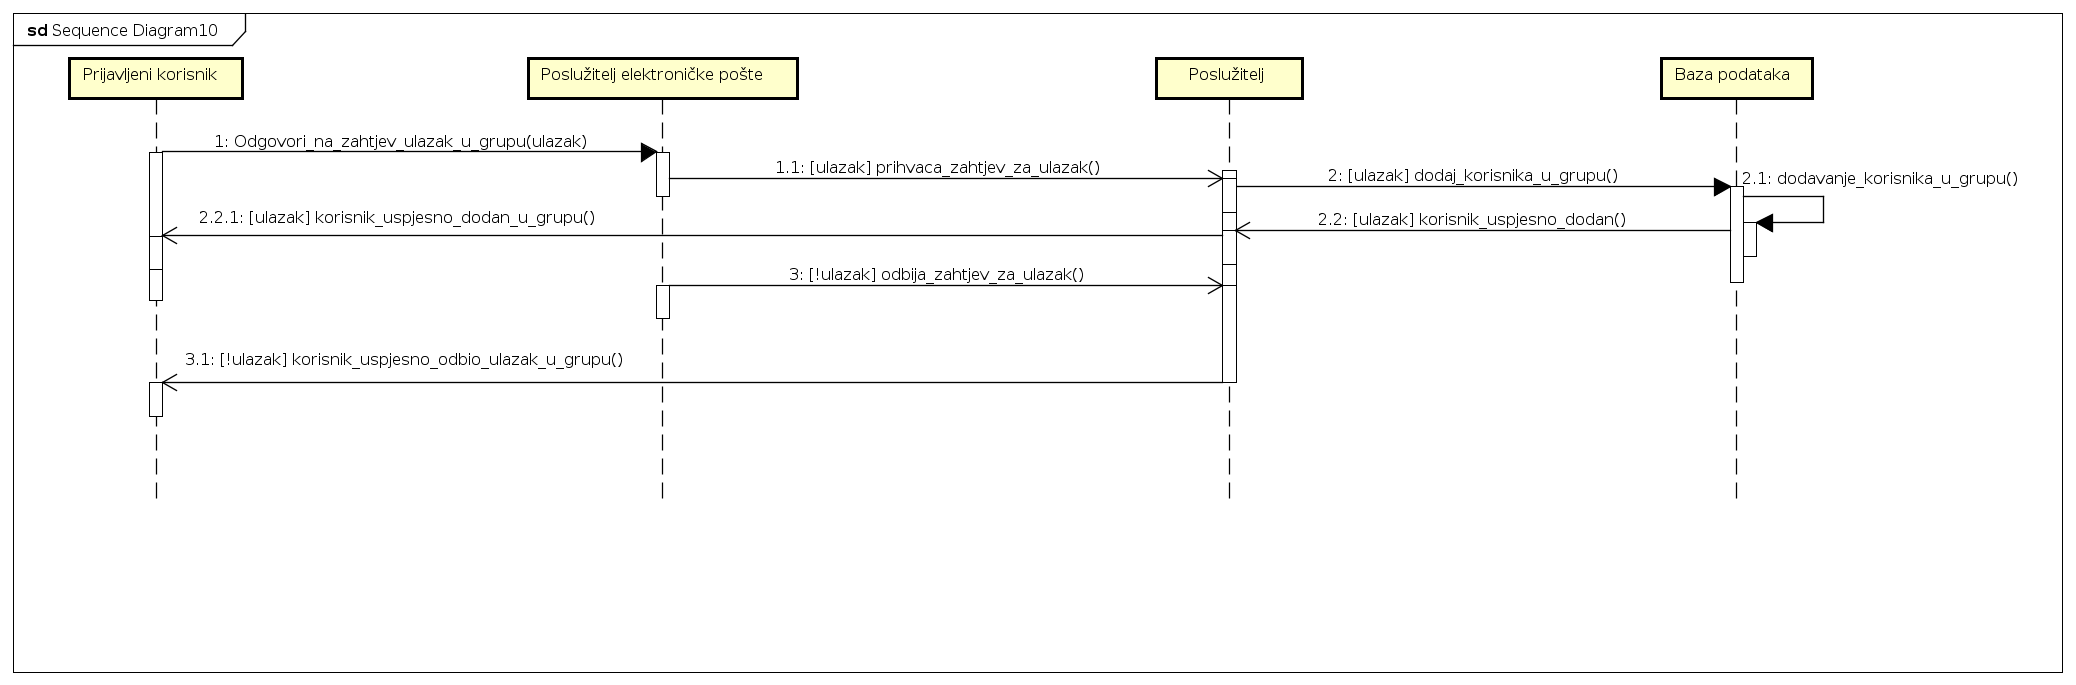 sd Sequence Diagram10
Prijavljeni korisnik
Poslužitelj elektroničke pošte
Poslužitelj
Baza podataka
1: Odgovori_na_zahtjev_ulazak_u_grupu(ulazak)
1.1: [ulazak] prihvaca_zahtjev_za_ulazak()
2: [ulazak] dodaj_korisnika_u_grupu()
2.1: dodavanje_korisnika_u_grupu()
2.2.1: [ulazak] korisnik_uspjesno_dodan_u_grupu()
2.2: [ulazak] korisnik_uspjesno_dodan()
3: [!ulazak] odbija_zahtjev_za_ulazak()
3.1: [!ulazak] korisnik_uspjesno_odbio_ulazak_u_grupu()